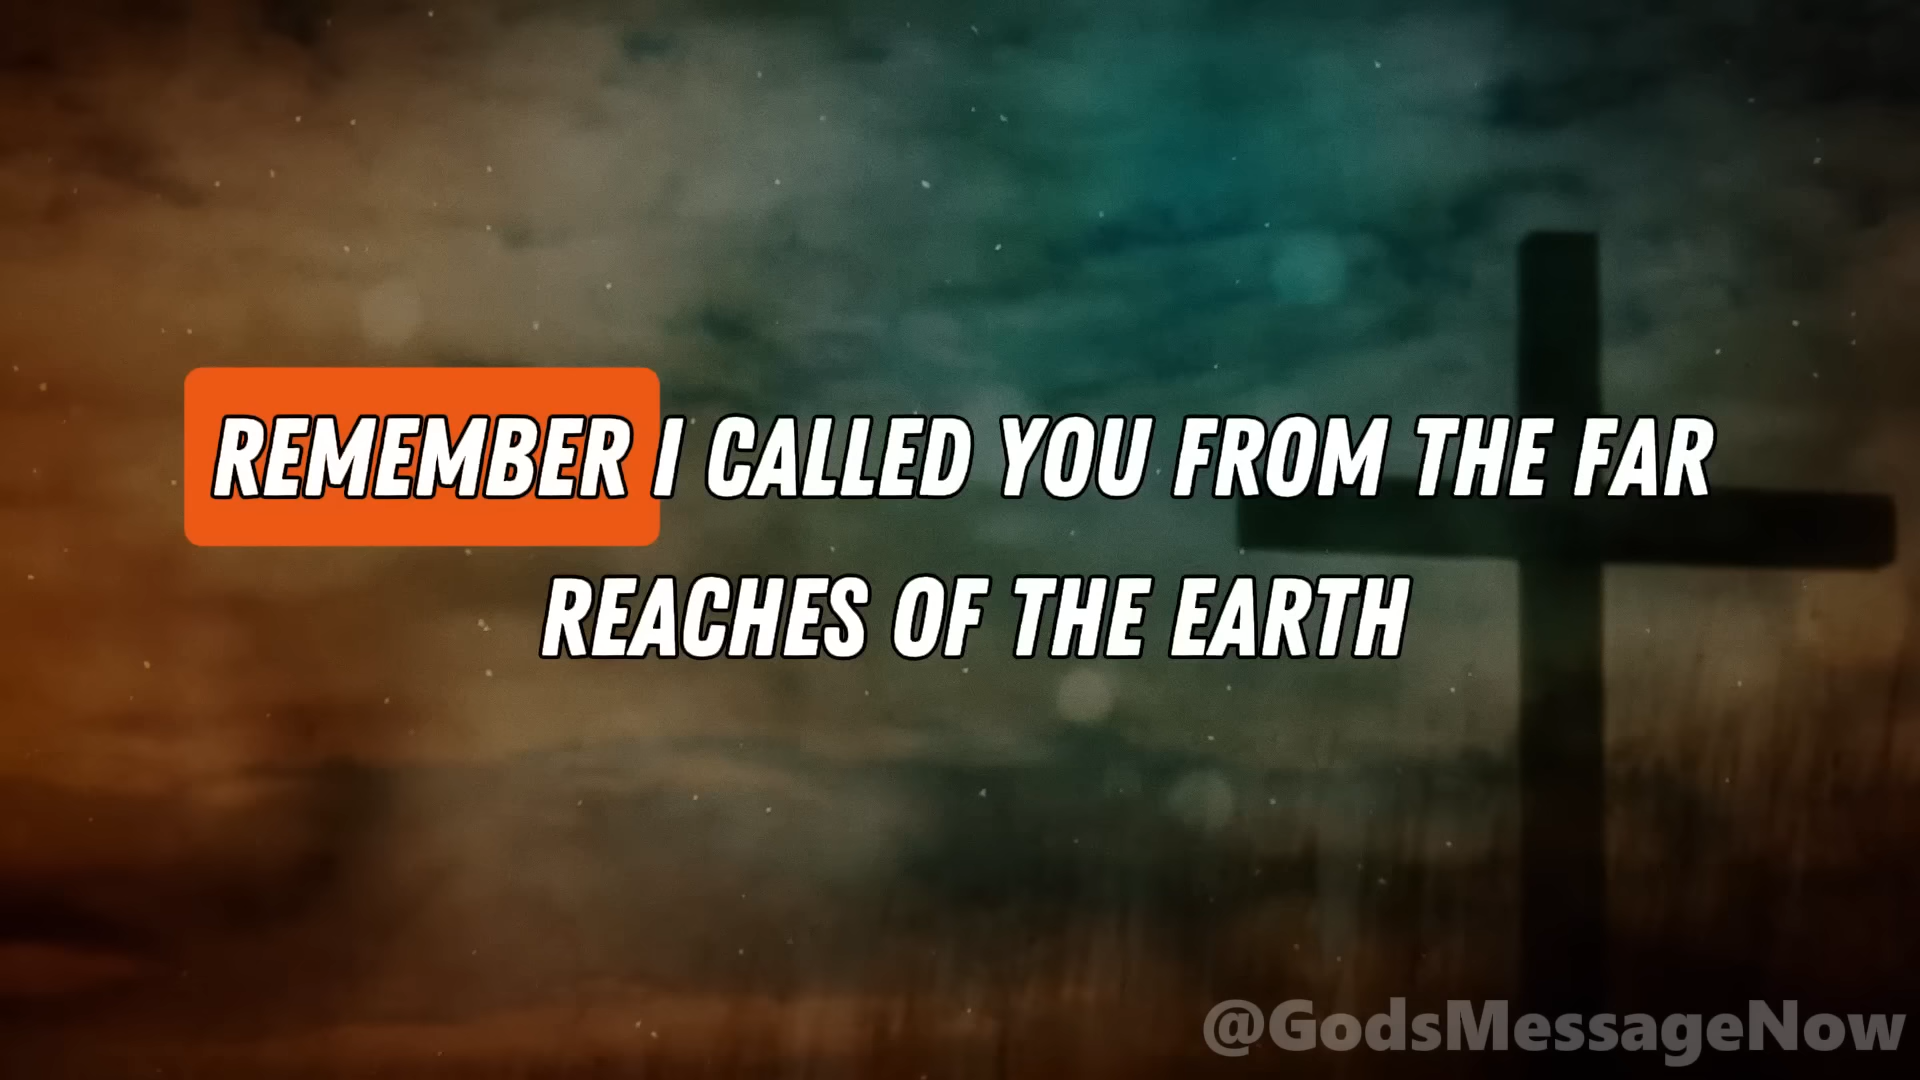 REMEMBER I CALLED YOU FROM THE FAR
REACHES OF THE EARTH
@GodsMessageNow